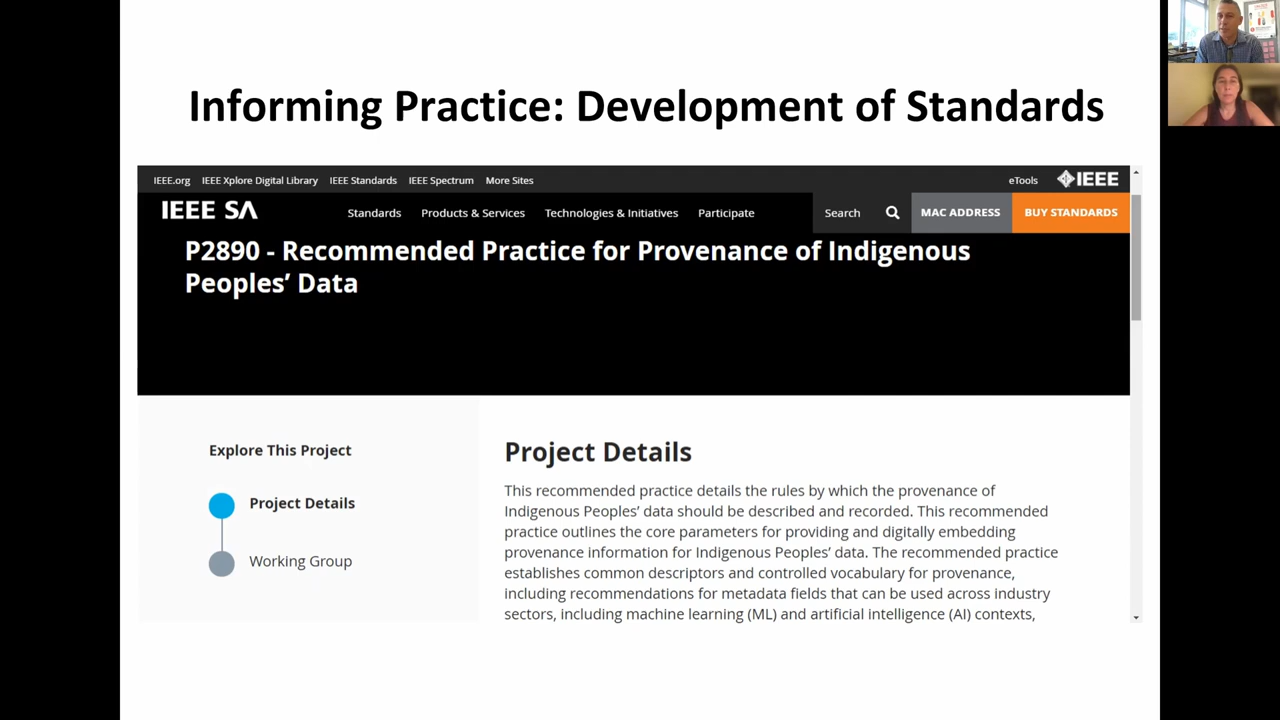 Informing Practice: Development of Standards
IEEE.org IEEE Xplore Digital Library IEEE Standards IEEE Spectrum More Sites eTools IEEE
IEEE SA Standards Products & Services Technologies & Initiatives Participate Search MAC ADDRESS BUY STANDARDS
P2890 - Recommended Practice for Provenance of Indigenous
Peoples’ Data
Explore This Project
Project Details
Working Group
Project Details
This recommended practice details the rules by which the provenance of
Indigenous Peoples’ data should be described and recorded. This recommended
practice outlines the core parameters for providing and digitally embedding
provenance information for Indigenous Peoples’ data. The recommended practice
establishes common descriptors and controlled vocabulary for provenance,
including recommendations for metadata fields that can be used across industry
sectors, including machine learning (ML) and artificial intelligence (AI) contexts,